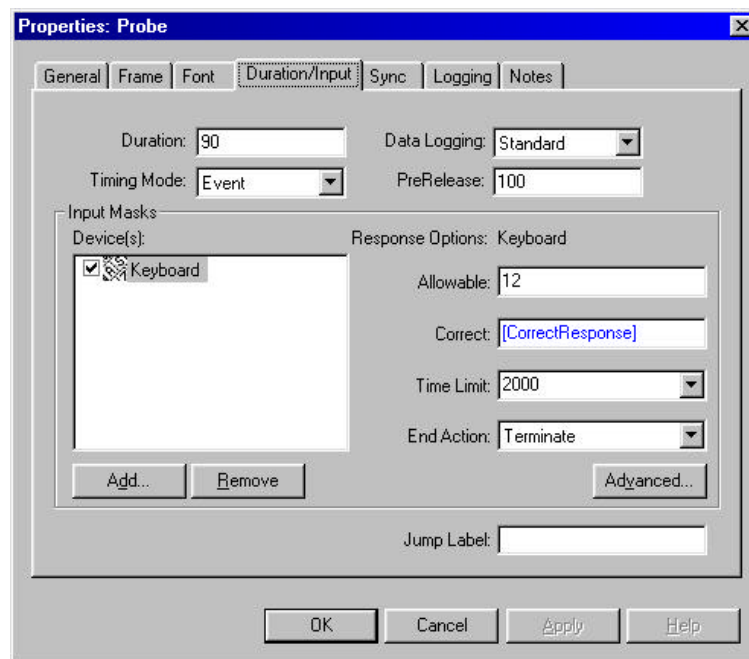 Properties: Probe
General Frame Font Duration/Input Sync Logging Notes
Duration: 90 Data Logging: Standard
Timing Mode: Event PreRelease: 100
Input Masks
Device(s): Response Options: Keyboard
Keyboard
Allowable: 12
Correct: [CorrectResponse]
Time Limit: 2000
End Action: Terminate
Add... Remove Advanced...
Jump Label:
OK Cancel Apply Help